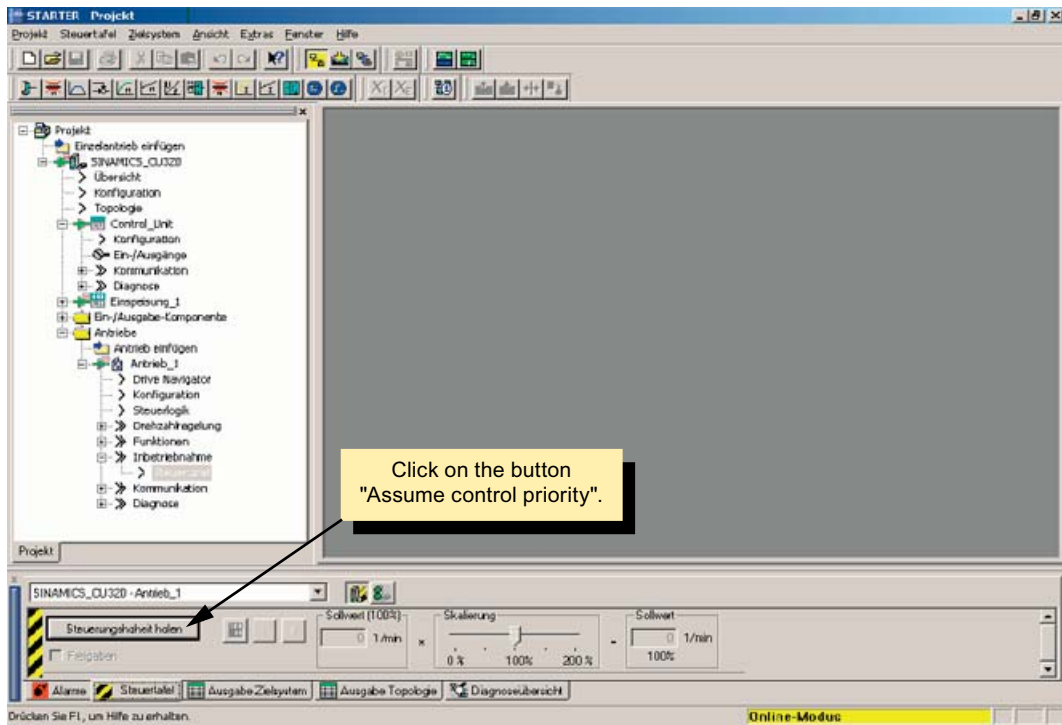 STARTER Projekt
Projekt Steuertafel Zielsystem Ansicht Extras Fenster Hilfe
Projekt
Einzelantrieb einfügen
SINAMICS_CU320
Übersicht
Konfiguration
Topologie
Control_Unit
Konfiguration
Ein-/Ausgänge
Kommunikation
Diagnose
Einspeisung_1
Ein-/Ausgabe-Komponente
Antriebe
Antrieb einfügen
Antrieb_1
Drive Navigator
Konfiguration
Steuerlogik
Drehzahlregelung
Funktionen
Inbetriebnahme
Kommunikation
Diagnose
Click on the button
"Assume control priority".
Projekt
SINAMICS_CU320 - Antrieb_1
Steuerungshoheit holen
Freigaben
Sollwert (100%)
0 1/min
×
Skalierung
0 % 100% 200 %
Sollwert
0 1/min
100%
Alarme Steuertafel Ausgabe Zielsystem Ausgabe Topologie Diagnoseübersicht
Drücken Sie F1, um Hilfe zu erhalten.
Online-Modus